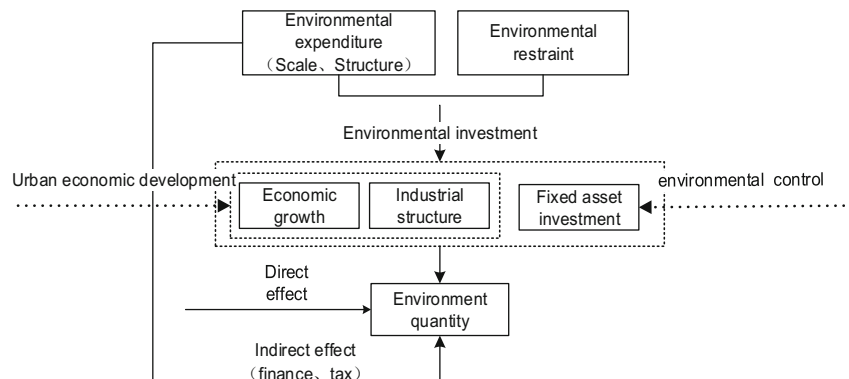 Environmental
expenditure
（Scale、Structure）
Environmental
restraint
Environmental investment
Urban economic development
environmental control
Economic
growth
Industrial
structure
Fixed asset
investment
Direct
effect
Environment
quantity
Indirect effect
（finance、tax）